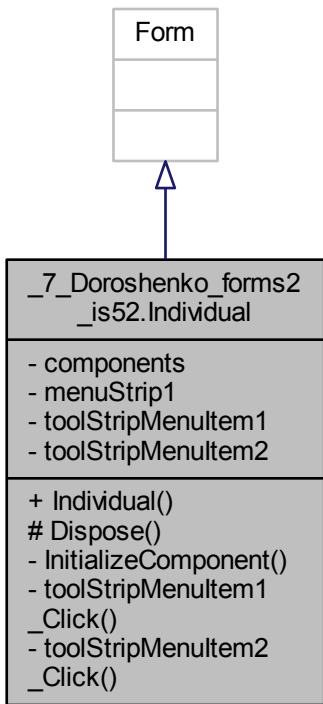 Form
_7_Doroshenko_forms2
_is52.Individual
- components
- menuStrip1
- toolStripMenuItem1
- toolStripMenuItem2
+ Individual()
# Dispose()
- InitializeComponent()
- toolStripMenuItem1
_Click()
- toolStripMenuItem2
_Click()